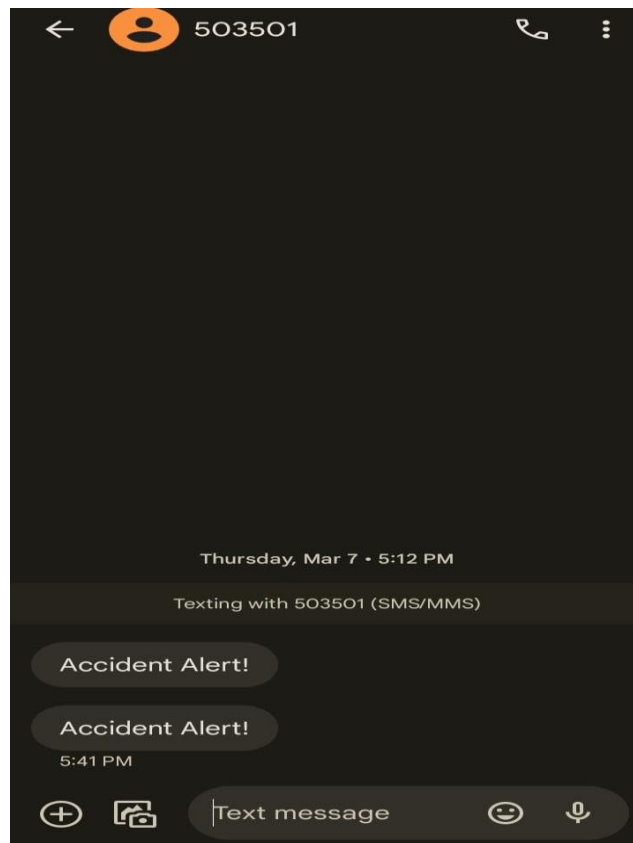 503501
Thursday, Mar 7 • 5:12 PM
Texting with 503501 (SMS/MMS)
Accident Alert!
Accident Alert!
5:41 PM
Text message